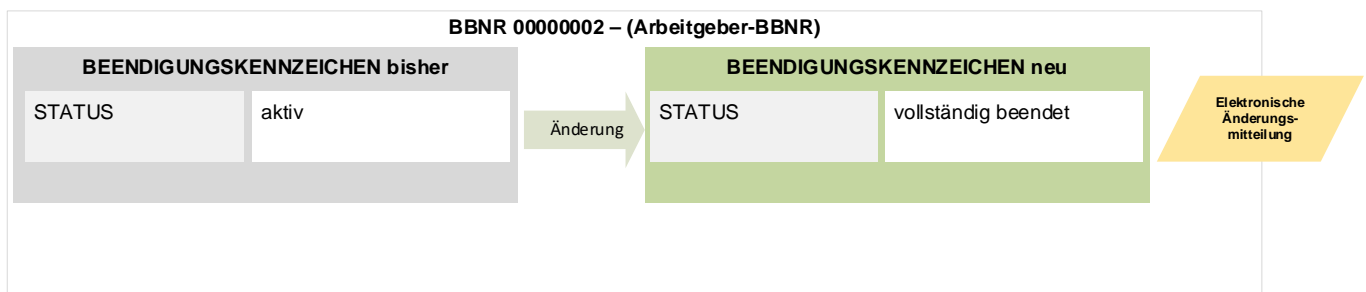 BBNR 00000002 – (Arbeitgeber-BBNR)
BEENDIGUNGSKENNZEICHEN bisher
STATUS
aktiv
Änderung
BEENDIGUNGSKENNZEICHEN neu
STATUS
vollständig beendet
Elektronische
Änderungs-
mitteilung